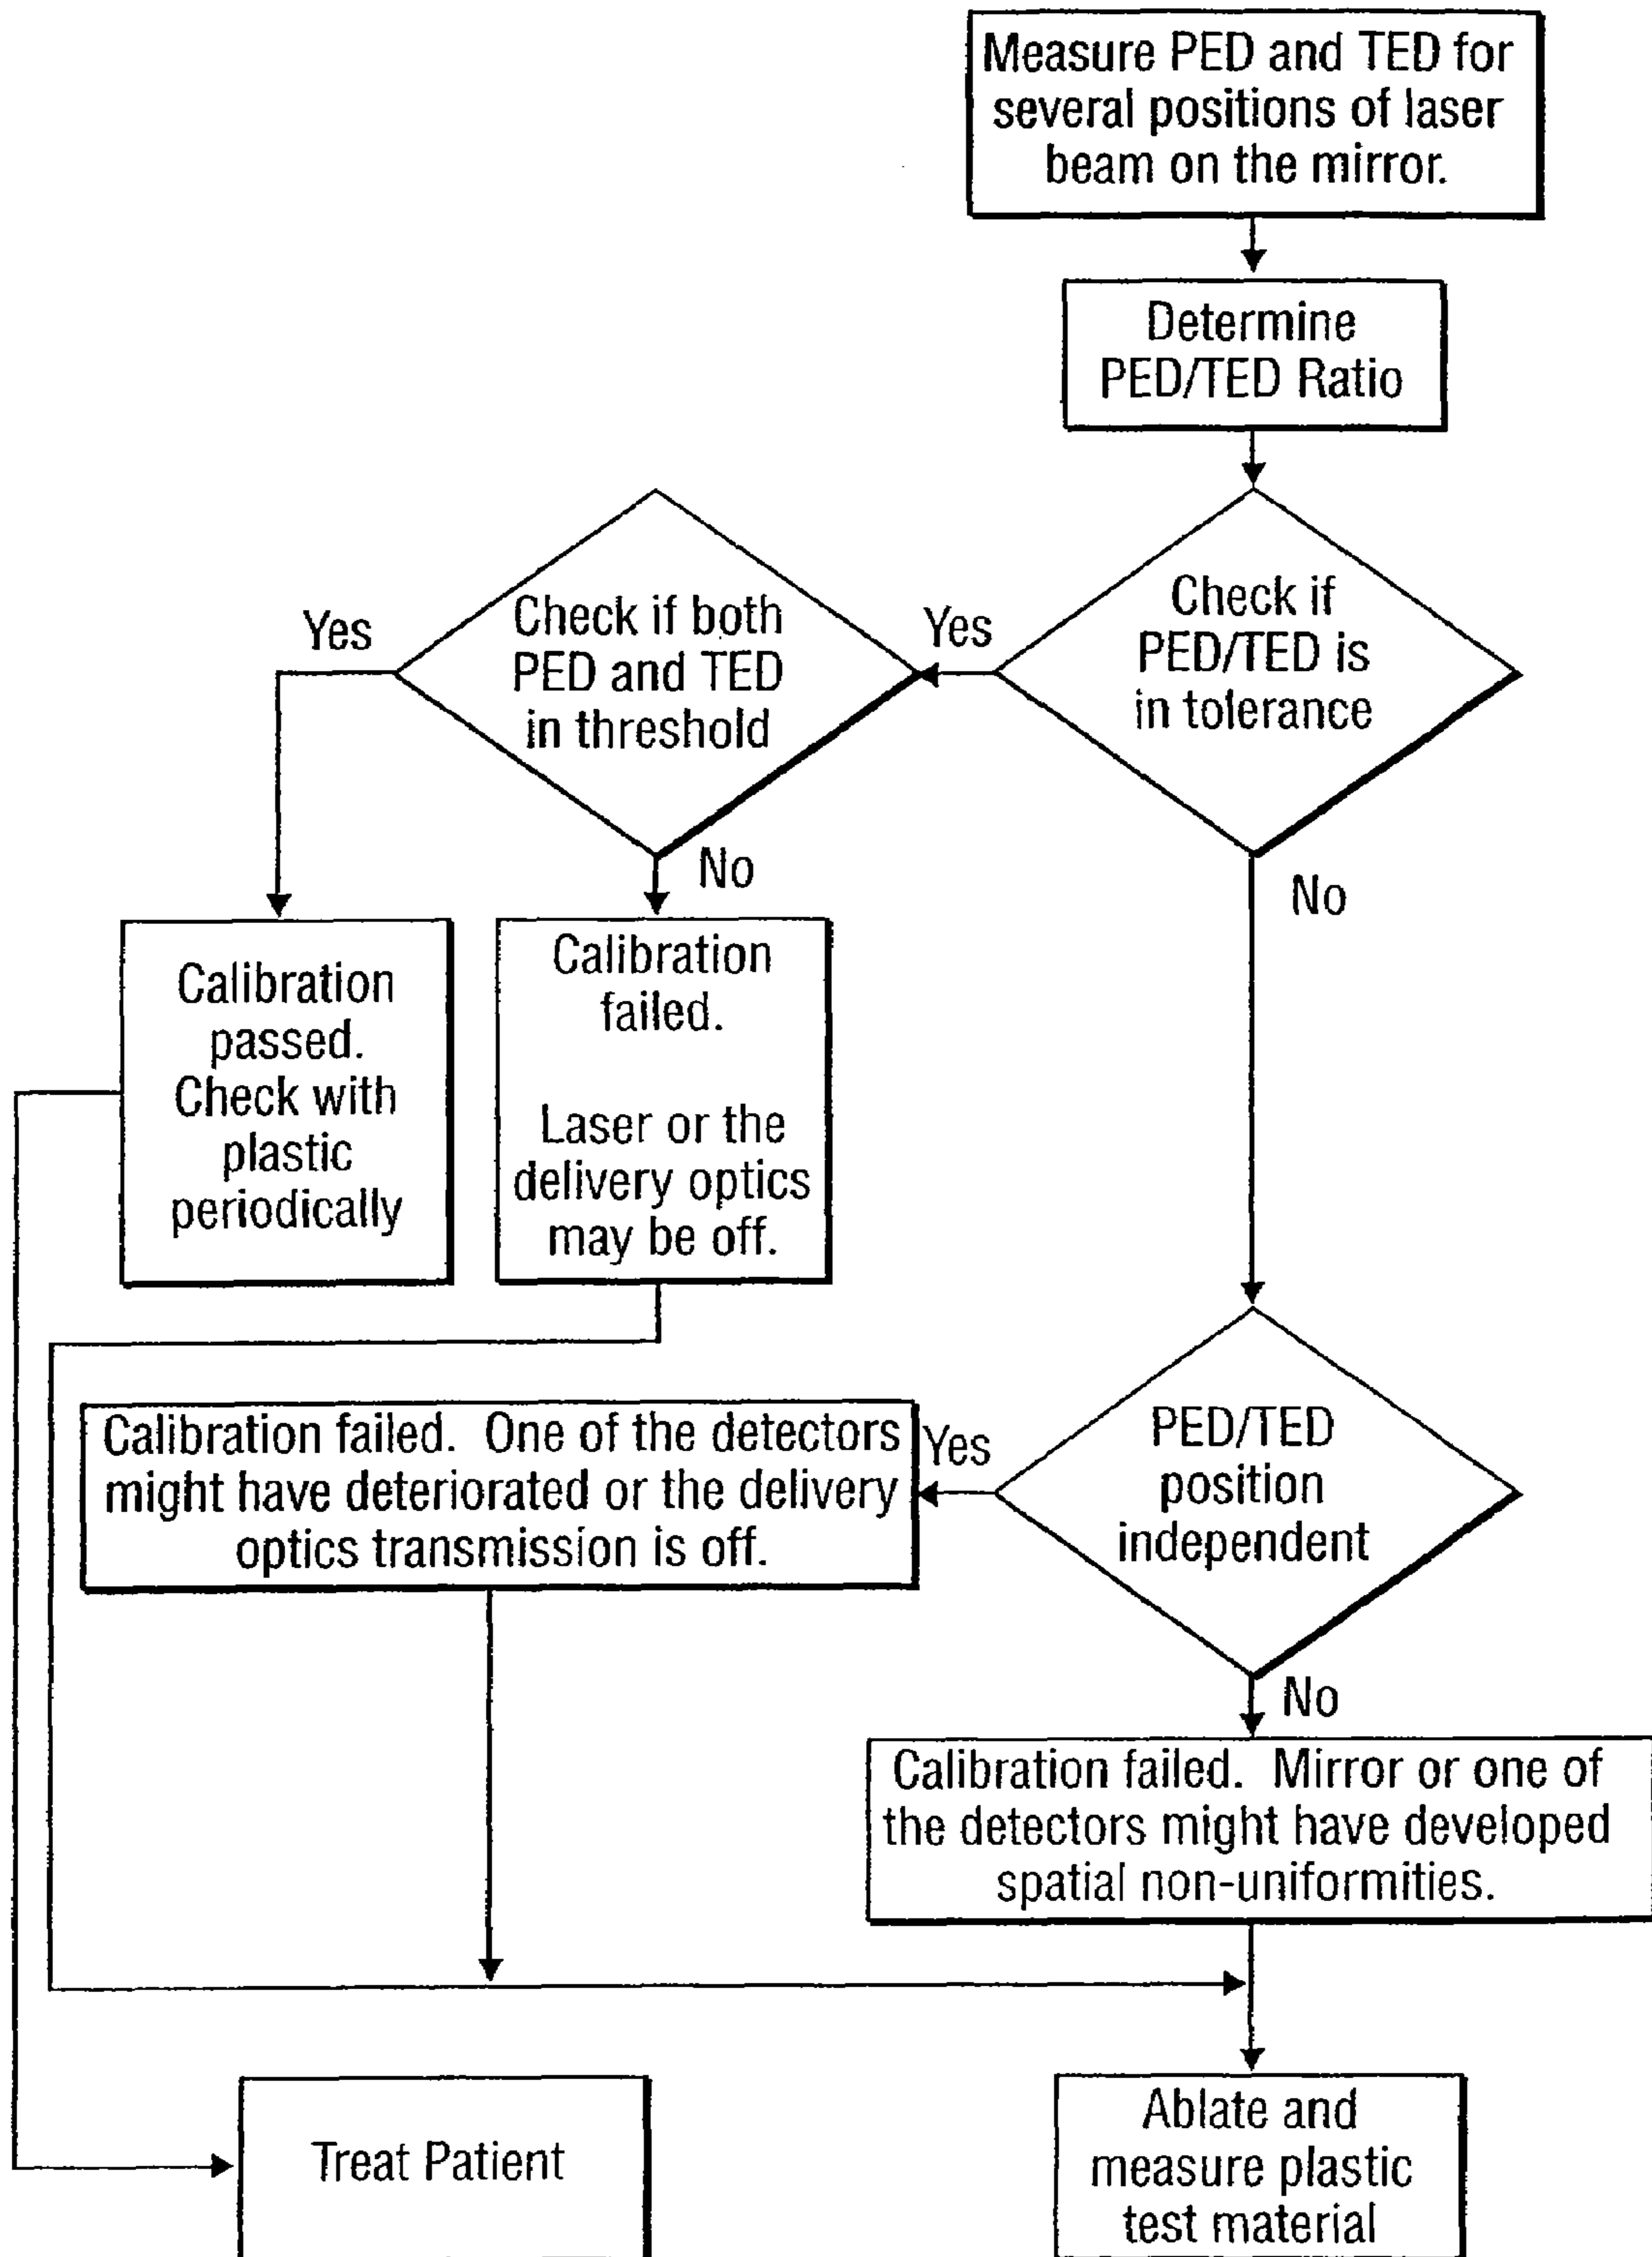 Measure PED and TED for
several positions of laser
beam on the mirror.
Determine
PED/TED Ratio
Check if
PED/TED is
in tolerance
Yes
No
Check if both
PED and TED
in threshold
Yes
No
Calibration
passed.
Check with
plastic
periodically
Calibration
failed.
Laser or the
delivery optics
may be off.
PED/TED
position
independent
Yes
No
Calibration failed. One of the detectors
might have deteriorated or the delivery
optics transmission is off.
Calibration failed. Mirror or one of
the detectors might have developed
spatial non-uniformities.
Treat Patient
Ablate and
measure plastic
test material